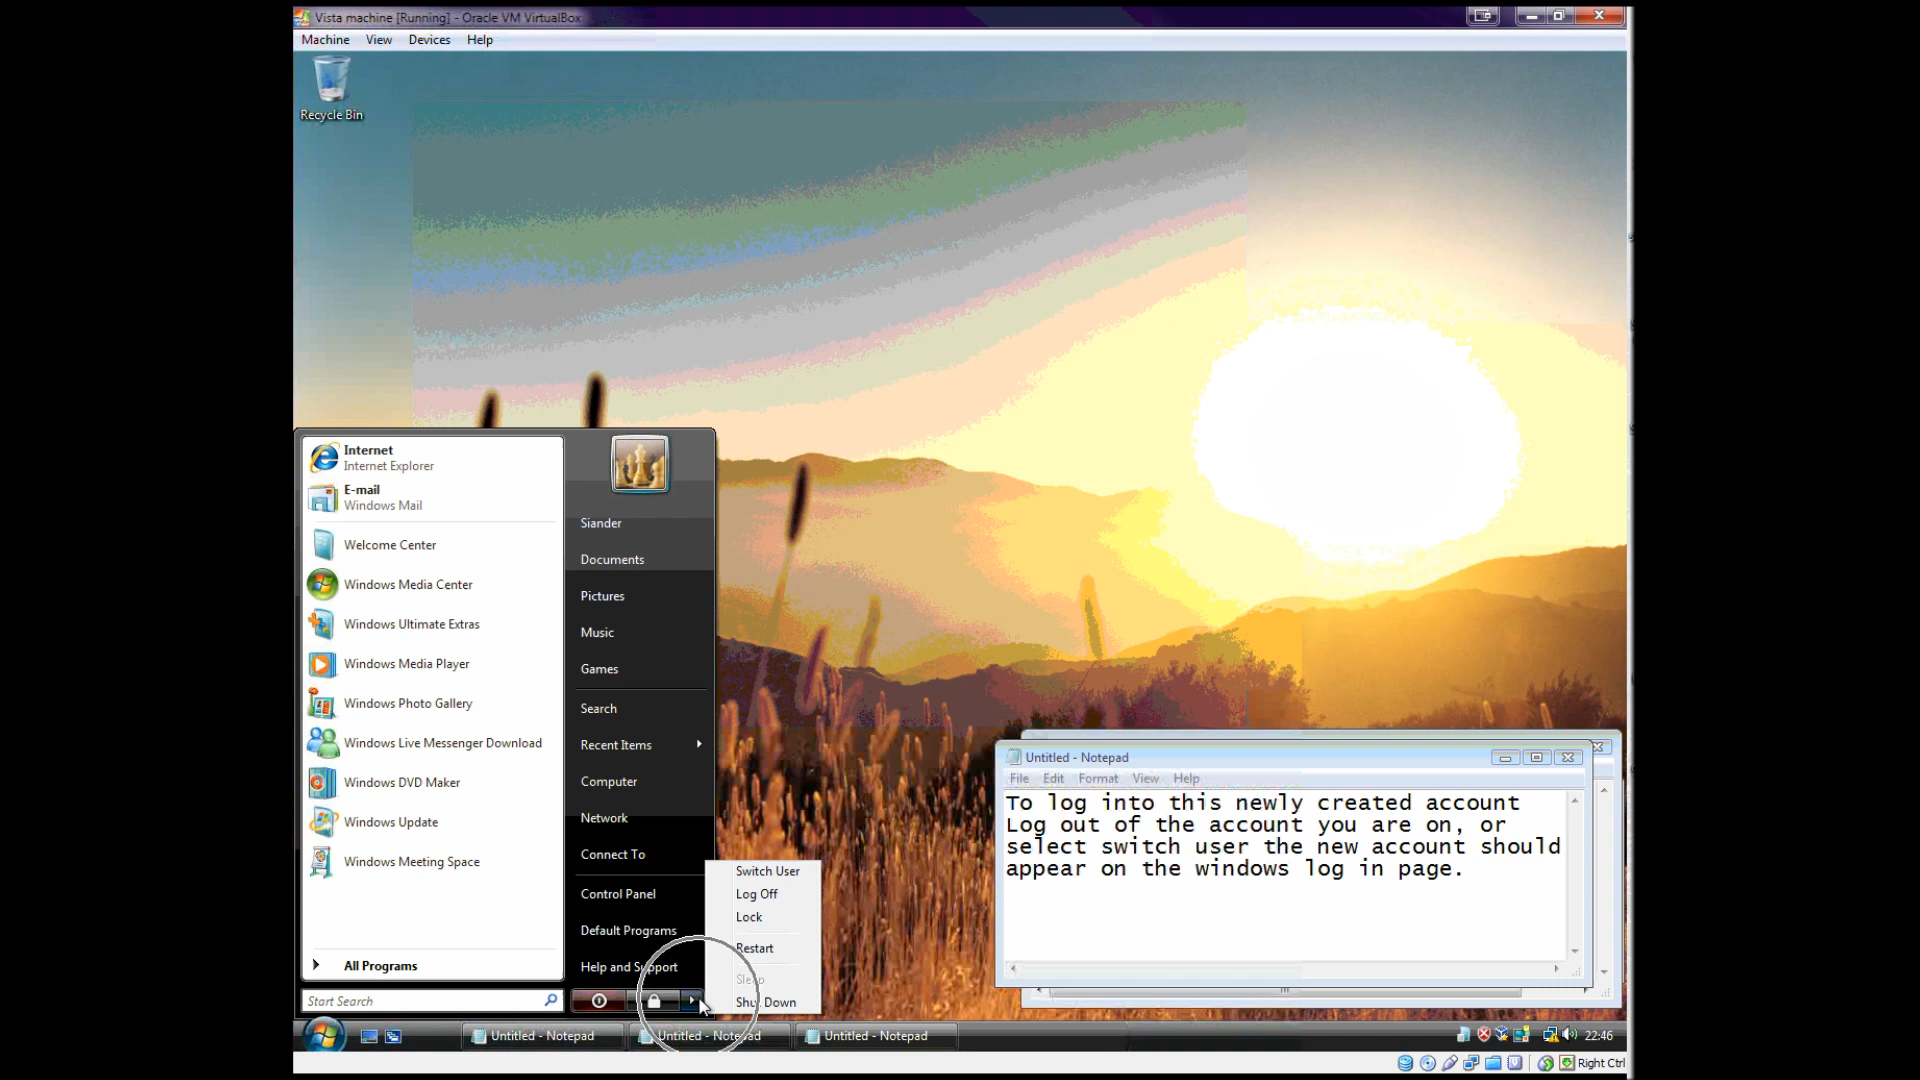 Vista machine [Running] - Oracle VM VirtualBox
Machine View Devices Help
Recycle Bin
Internet
Internet Explorer
E-mail
Windows Mail
Welcome Center
Windows Media Center
Windows Ultimate Extras
Windows Media Player
Windows Photo Gallery
Windows Live Messenger Download
Windows DVD Maker
Windows Update
Windows Meeting Space
All Programs
Start Search
Siander
Documents
Pictures
Music
Games
Search
Recent Items
Computer
Network
Connect To
Control Panel
Default Programs
Help and Support
Switch User
Log Off
Lock
Restart
Sleep
Shut Down
Untitled - Notepad
File Edit Format View Help
To log into this newly created account
Log out of the account you are on, or
select switch user the new account should
appear on the windows log in page.
Untitled - Notepad
Untitled - Notepad
Untitled - Notepad
22:46
Right Ctrl